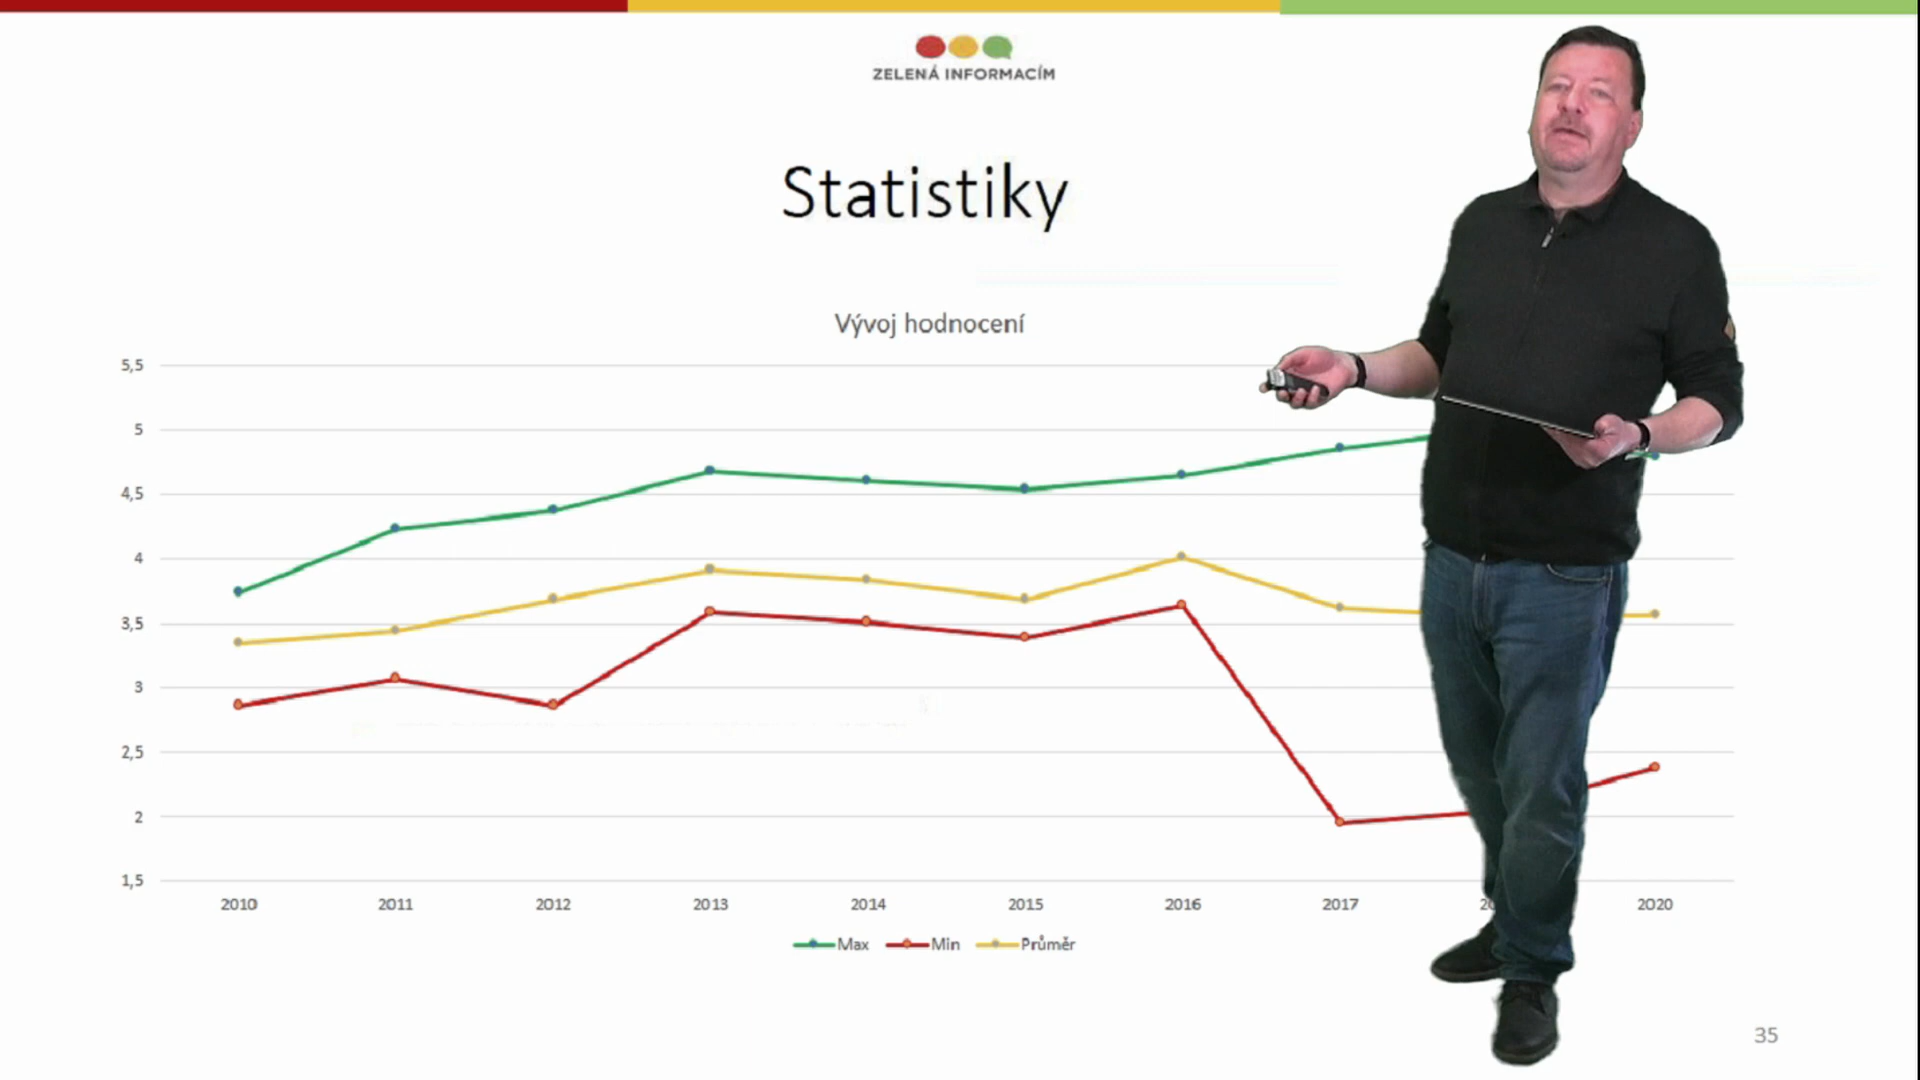 ZELENÁ INFORMACÍM
Statistiky
Vývoj hodnocení
5,5
5
4,5
4
3,5
3
2,5
2
1,5
2010 2011 2012 2013 2014 2015 2016 2017 2020
Max Min Průměr
35